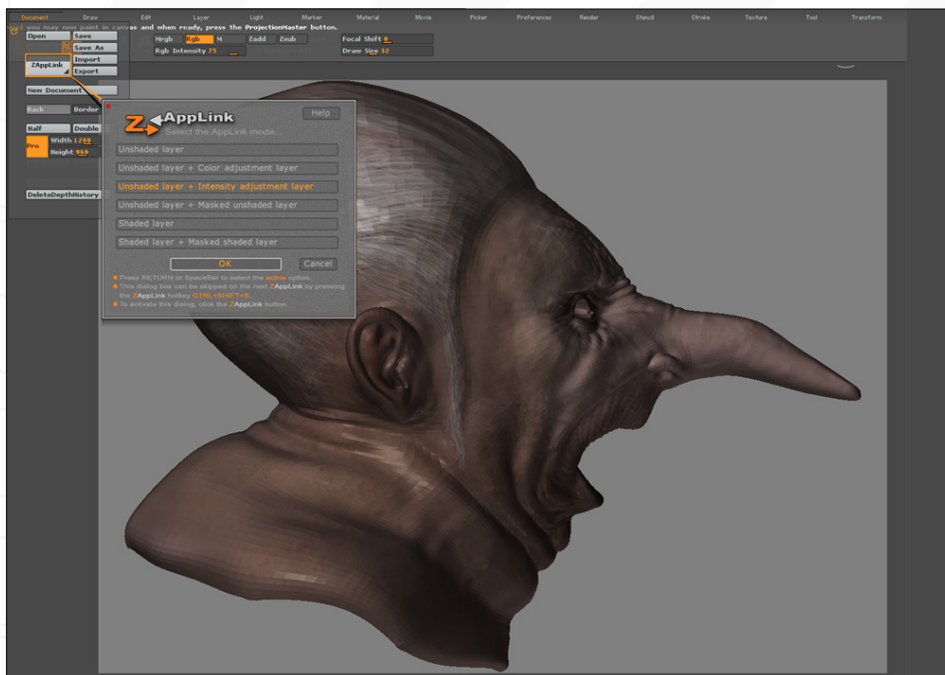 Document Draw Edit Layer Light Marker Material Movie Picker Preferences Render Stencil Stroke Texture Tool Transform
you may now paint in canvas and when ready, press the ProjectionMaster button.
Open Save
Save As
ZAppLink Import
Export
New Document
Back Border
Half Double
Pro Width 1280
Height 960
DeleteDepthHistory
Mrgb Rgb M Zadd Zsub Focal Shift 0
Rgb Intensity 75 Draw Size 32
ZAppLink Help
Select the AppLink mode...
Unshaded layer
Unshaded layer + Color adjustment layer
Unshaded layer + Intensity adjustment layer
Unshaded layer + Masked unshaded layer
Shaded layer
Shaded layer + Masked shaded layer
OK Cancel
Press RETURN or SpaceBar to select the active option.
This dialog box can be skipped on the next ZAppLink by pressing
the ZAppLink hotkey CTRL+SHIFT+S.
To activate this dialog, click the ZAppLink button.